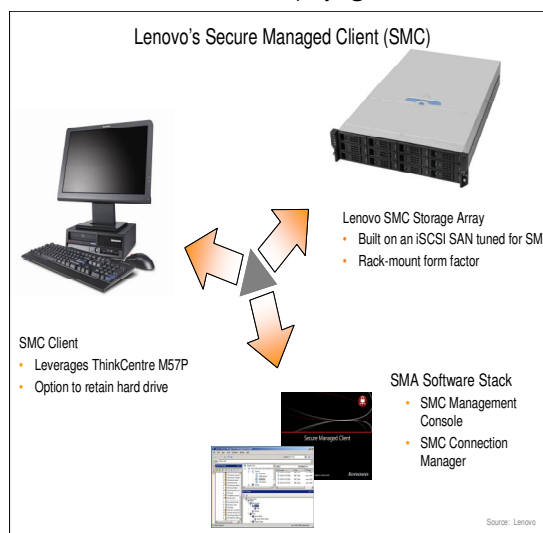 Lenovo's Secure Managed Client (SMC)
Lenovo SMC Storage Array
• Built on an iSCSI SAN tuned for SM
• Rack-mount form factor
SMC Client
• Leverages ThinkCentre M57P
• Option to retain hard drive
SMA Software Stack
• SMC Management
Console
• SMC Connection
Manager
Secure Managed Client
lenovo
Source: Lenovo